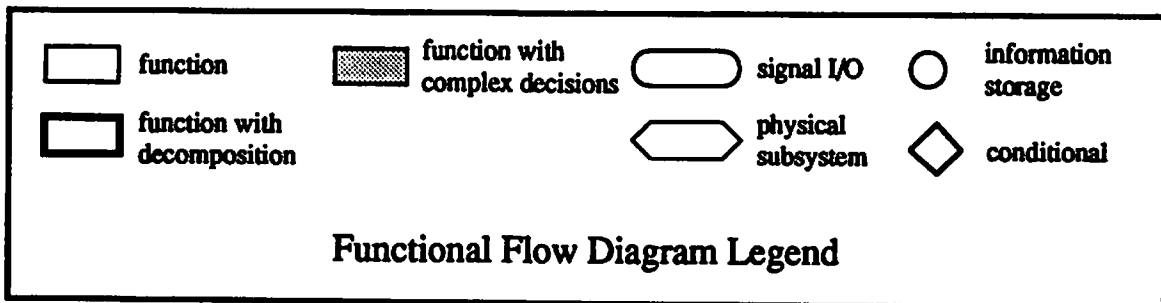 function
function with
complex decisions
signal I/O
information
storage
function with
decomposition
physical
subsystem
conditional
Functional Flow Diagram Legend